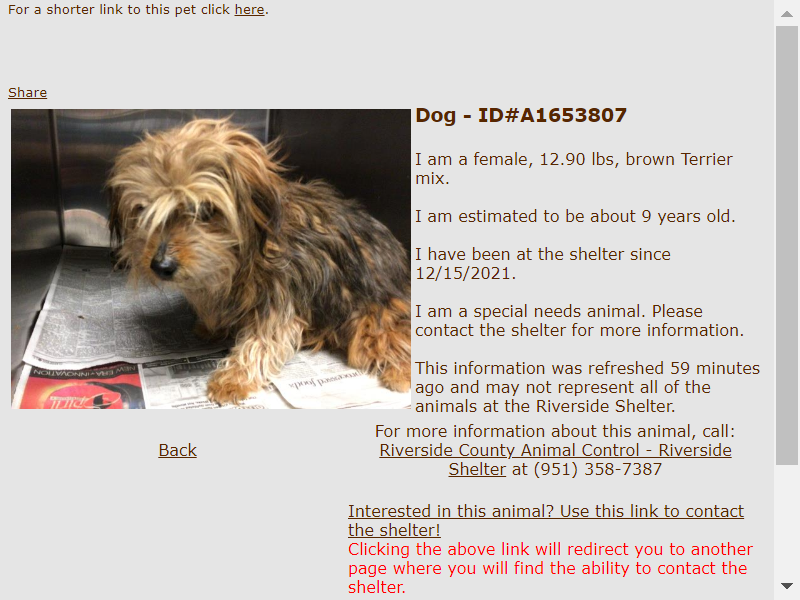 For a shorter link to this pet click here.
Share
Dog - ID#A1653807
I am a female, 12.90 lbs, brown Terrier
mix.
I am estimated to be about 9 years old.
I have been at the shelter since
12/15/2021.
I am a special needs animal. Please
contact the shelter for more information.
This information was refreshed 59 minutes
ago and may not represent all of the
animals at the Riverside Shelter.
For more information about this animal, call:
Riverside County Animal Control - Riverside
Shelter at (951) 358-7387
Back
Interested in this animal? Use this link to contact
the shelter!
Clicking the above link will redirect you to another
page where you will find the ability to contact the
shelter.